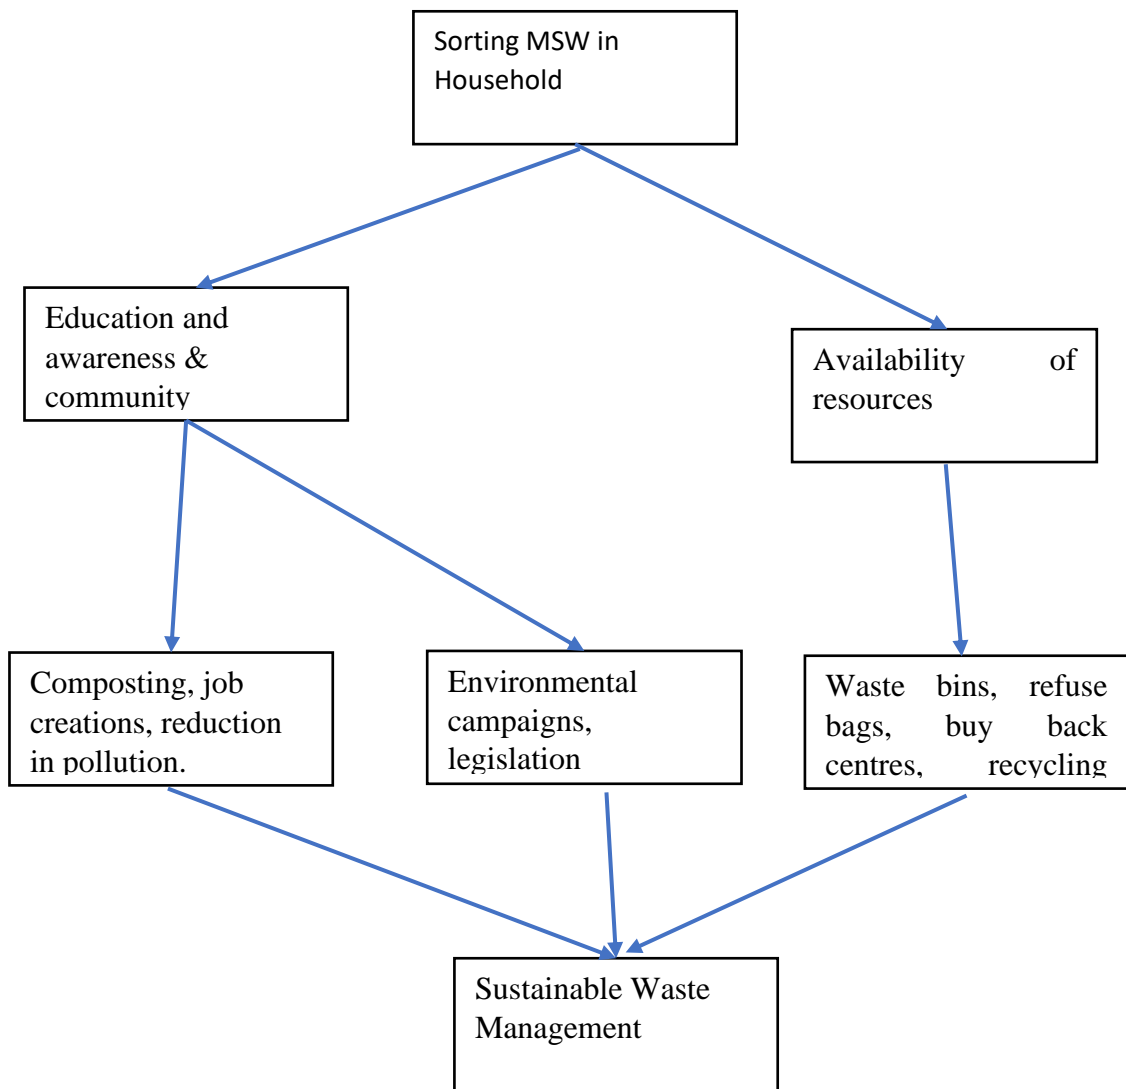 Sorting MSW in
Household
Education and
awareness &
community
Availability of
resources
Composting, job
creations, reduction
in pollution.
Environmental
campaigns,
legislation
Waste bins, refuse
bags, buy back
centres, recycling
Sustainable Waste
Management